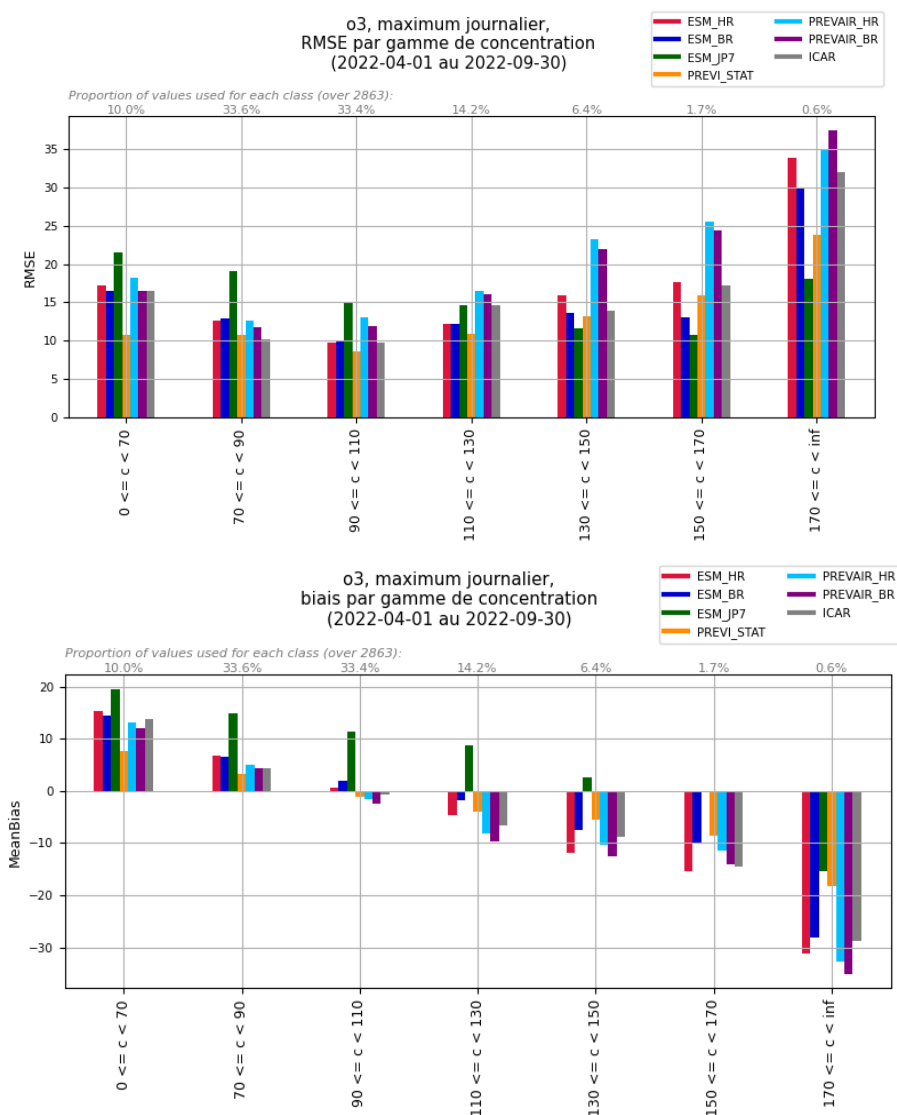 o3, maximum journalier,
RMSE par gamme de concentration
(2022-04-01 au 2022-09-30)
ESM_HR
ESM_BR
ESM_JP7
PREVI_STAT
PREVAIR_HR
PREVAIR_BR
ICAR
Proportion of values used for each class (over 2863):
10.0% 33.6% 33.4% 14.2% 6.4% 1.7% 0.6%
RMSE
35
30
25
20
15
10
5
0
0 <= c < 70
70 <= c < 90
90 <= c < 110
110 <= c < 130
130 <= c < 150
150 <= c < 170
170 <= c < inf
o3, maximum journalier,
biais par gamme de concentration
(2022-04-01 au 2022-09-30)
ESM_HR
ESM_BR
ESM_JP7
PREVI_STAT
PREVAIR_HR
PREVAIR_BR
ICAR
Proportion of values used for each class (over 2863):
10.0% 33.6% 33.4% 14.2% 6.4% 1.7% 0.6%
MeanBias
20
10
0
−10
−20
−30
0 <= c < 70
70 <= c < 90
90 <= c < 110
110 <= c < 130
130 <= c < 150
150 <= c < 170
170 <= c < inf